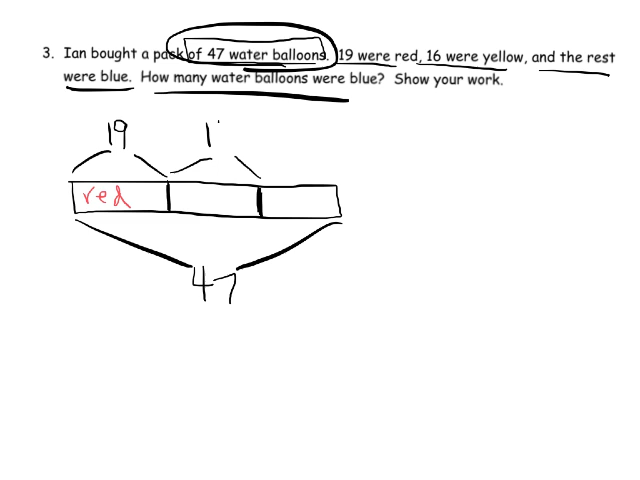 3. Ian bought a pack of 47 water balloons. 19 were red, 16 were yellow, and the rest
were blue. How many water balloons were blue? Show your work.
19 1
red
47